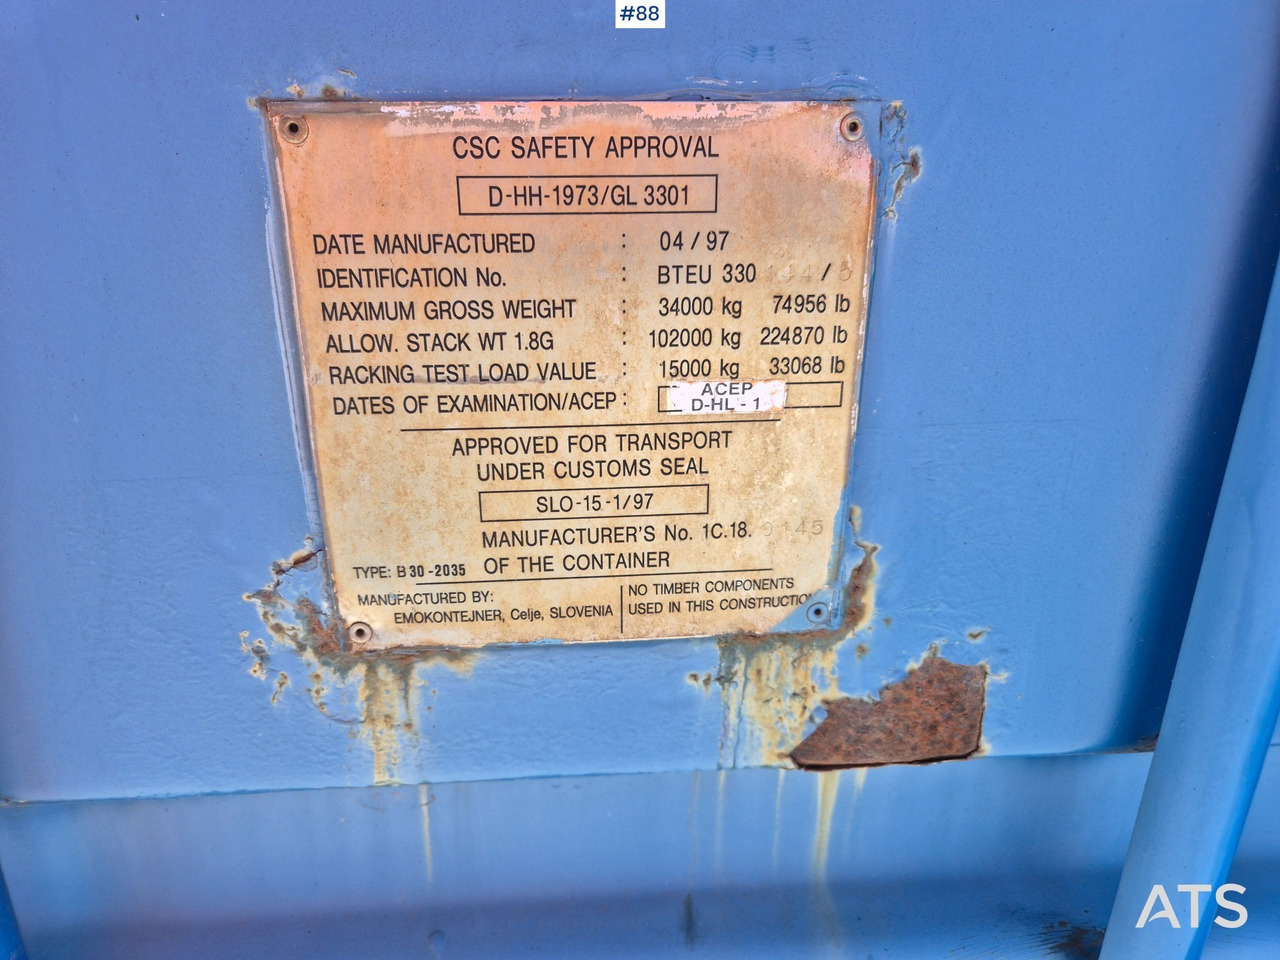 #88
CSC SAFETY APPROVAL
D-HH-1973/GL 3301
DATE MANUFACTURED : 04 / 97
IDENTIFICATION No. : BTEU 330 144 / 5
MAXIMUM GROSS WEIGHT : 34000 kg 74956 lb
ALLOW. STACK WT 1.8G : 102000 kg 224870 lb
RACKING TEST LOAD VALUE : 15000 kg 33068 lb
DATES OF EXAMINATION/ACEP : ACEP
D-HL - 1
APPROVED FOR TRANSPORT
UNDER CUSTOMS SEAL
SLO-15-1/97
MANUFACTURER'S No. 1C.18. 9145
TYPE: B 30-2035 OF THE CONTAINER
MANUFACTURED BY:
EMOKONTEJNER, Celje, SLOVENIA
NO TIMBER COMPONENTS
USED IN THIS CONSTRUCTION
ATS